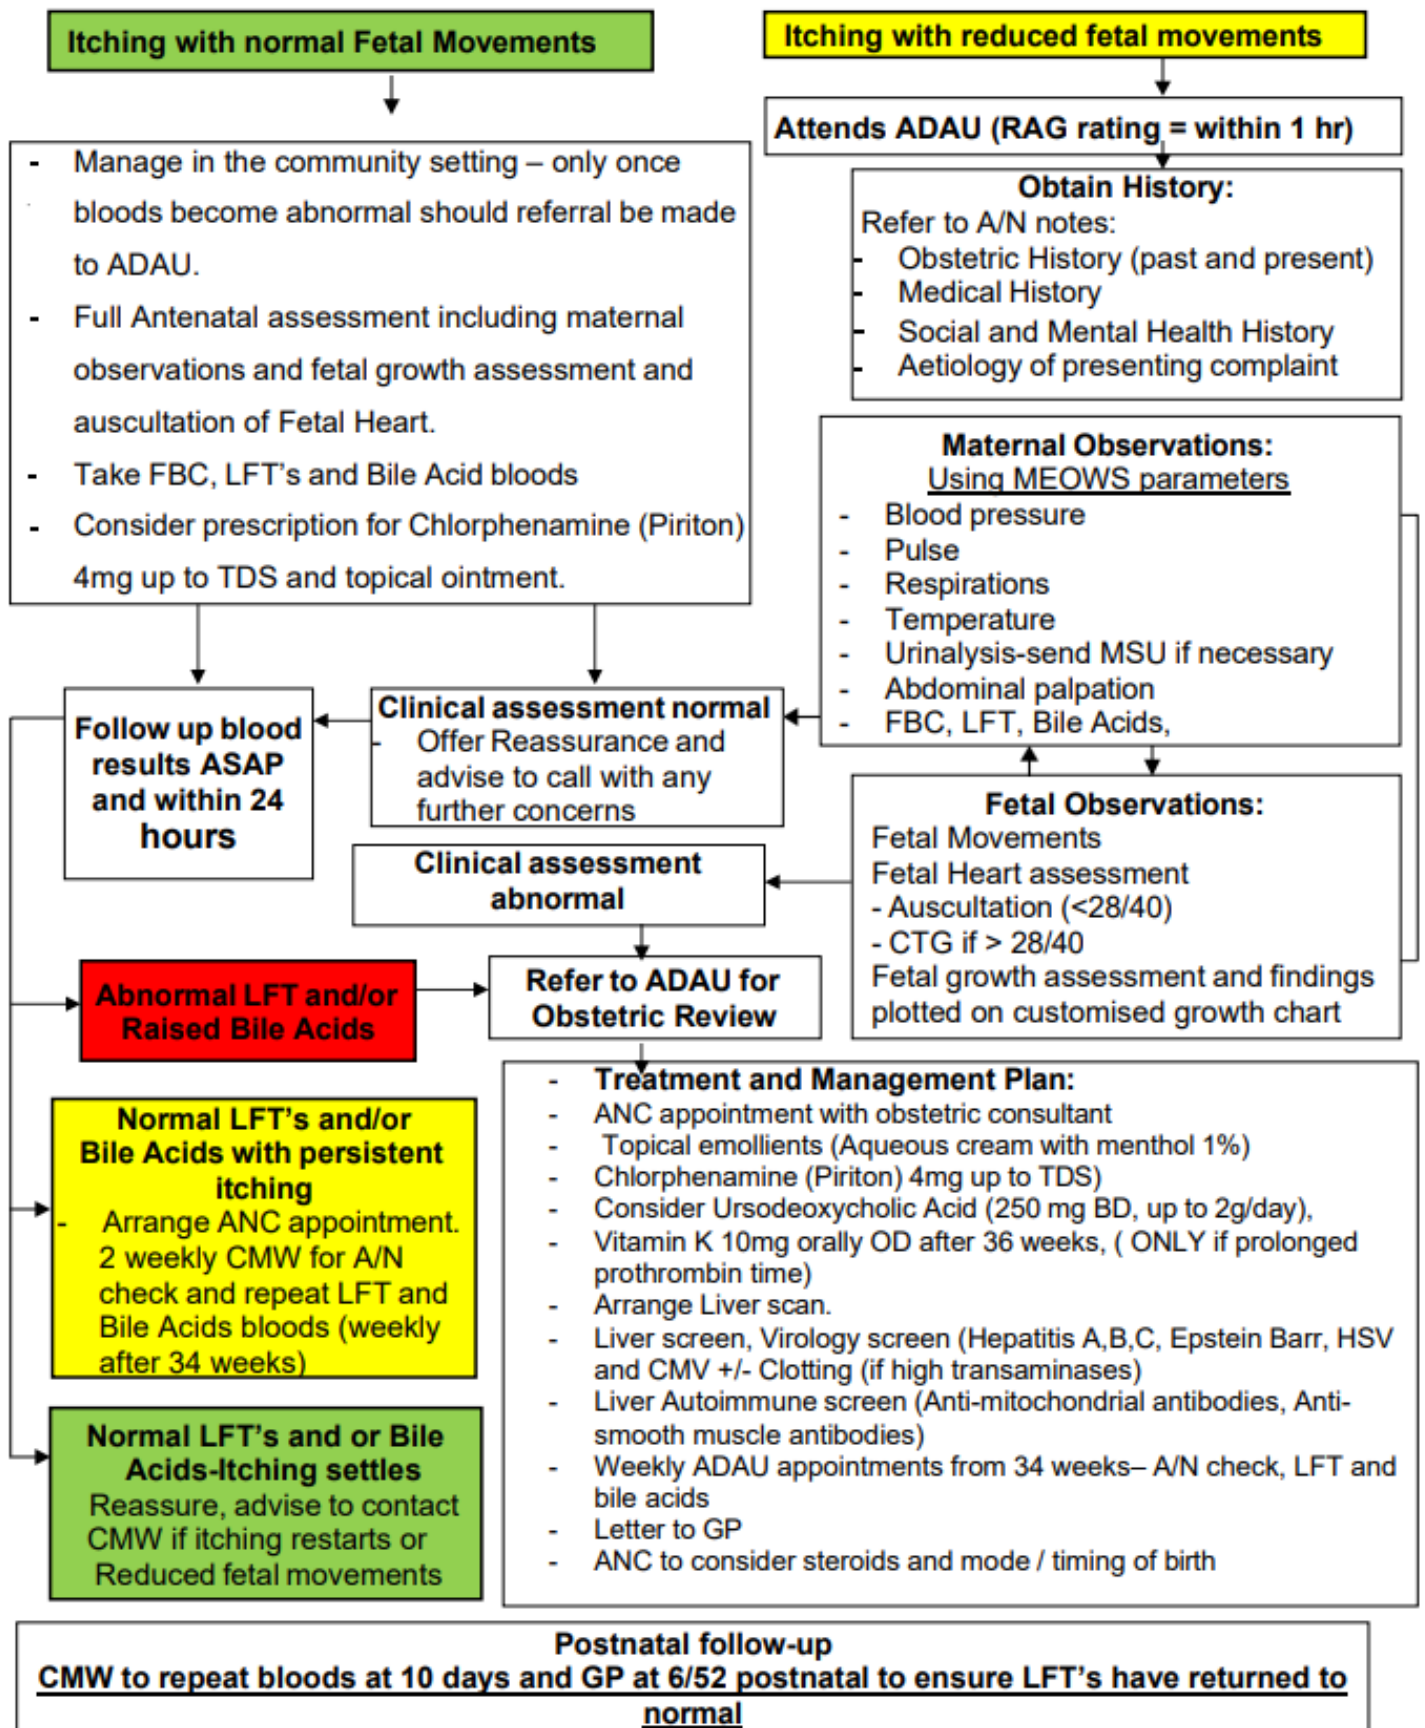 Itching with normal Fetal Movements
- Manage in the community setting – only once
bloods become abnormal should referral be made
to ADAU.
- Full Antenatal assessment including maternal
observations and fetal growth assessment and
auscultation of Fetal Heart.
- Take FBC, LFT's and Bile Acid bloods
- Consider prescription for Chlorphenamine (Piriton)
4mg up to TDS and topical ointment.
Itching with reduced fetal movements
Attends ADAU (RAG rating = within 1 hr)
Obtain History:
Refer to A/N notes:
- Obstetric History (past and present)
- Medical History
- Social and Mental Health History
- Aetiology of presenting complaint
Maternal Observations:
Using MEOWS parameters
- Blood pressure
- Pulse
- Respirations
- Temperature
- Urinalysis-send MSU if necessary
- Abdominal palpation
- FBC, LFT, Bile Acids,
Follow up blood
results ASAP
and within 24
hours
Clinical assessment normal
- Offer Reassurance and
advise to call with any
further concerns
Fetal Observations:
Fetal Movements
Fetal Heart assessment
- Auscultation (<28/40)
- CTG if > 28/40
Fetal growth assessment and findings
plotted on customised growth chart
Clinical assessment
abnormal
Abnormal LFT and/or
Raised Bile Acids
Refer to ADAU for
Obstetric Review
Normal LFT's and/or
Bile Acids with persistent
itching
- Arrange ANC appointment.
2 weekly CMW for A/N
check and repeat LFT and
Bile Acids bloods (weekly
after 34 weeks)
Normal LFT's and or Bile
Acids-Itching settles
Reassure, advise to contact
CMW if itching restarts or
Reduced fetal movements
- Treatment and Management Plan:
- ANC appointment with obstetric consultant
- Topical emollients (Aqueous cream with menthol 1%)
- Chlorphenamine (Piriton) 4mg up to TDS)
- Consider Ursodeoxycholic Acid (250 mg BD, up to 2g/day),
- Vitamin K 10mg orally OD after 36 weeks, ( ONLY if prolonged
prothrombin time)
- Arrange Liver scan.
- Liver screen, Virology screen (Hepatitis A,B,C, Epstein Barr, HSV
and CMV +/- Clotting (if high transaminases)
- Liver Autoimmune screen (Anti-mitochondrial antibodies, Anti-
smooth muscle antibodies)
- Weekly ADAU appointments from 34 weeks– A/N check, LFT and
bile acids
- Letter to GP
- ANC to consider steroids and mode / timing of birth
Postnatal follow-up
CMW to repeat bloods at 10 days and GP at 6/52 postnatal to ensure LFT's have returned to
normal